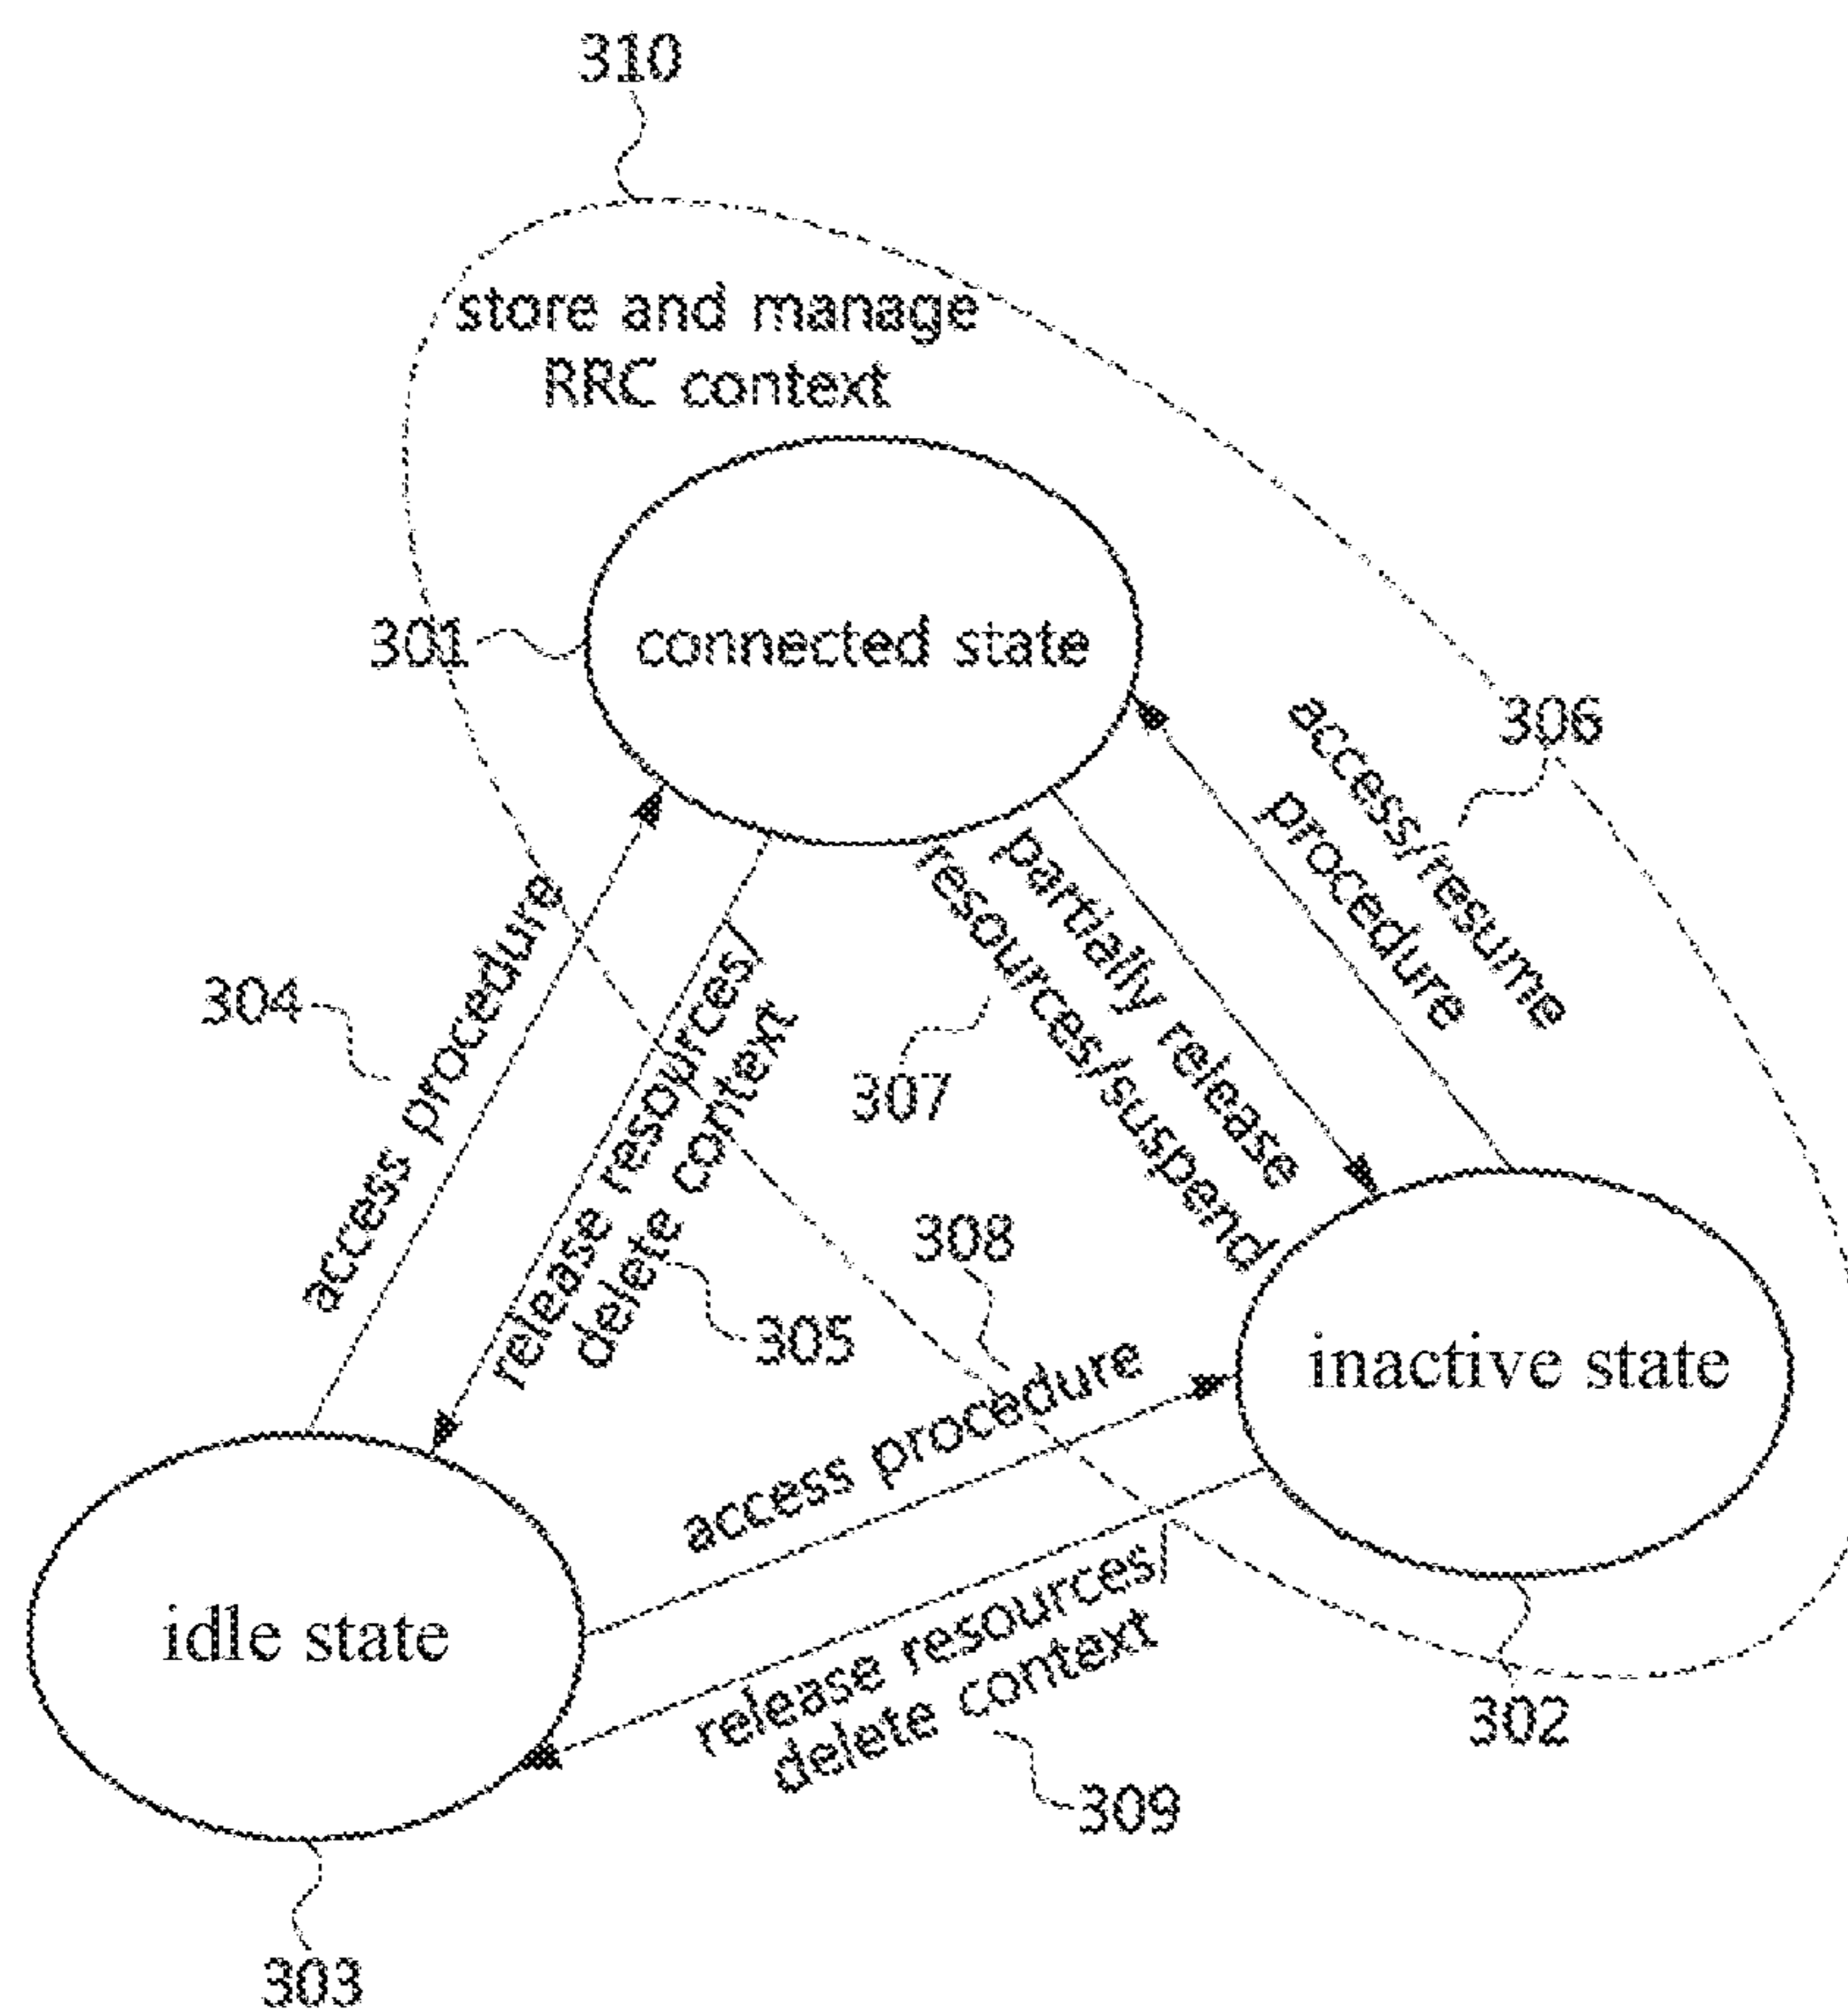 310
store and manage
RRC context
301
connected state
306
access/resume
procedure
304
access procedure
release resources/
delete context
305
partially release
resources/suspend
307
308
access procedure
inactive state
idle state
release resources/
delete context
302
309
303